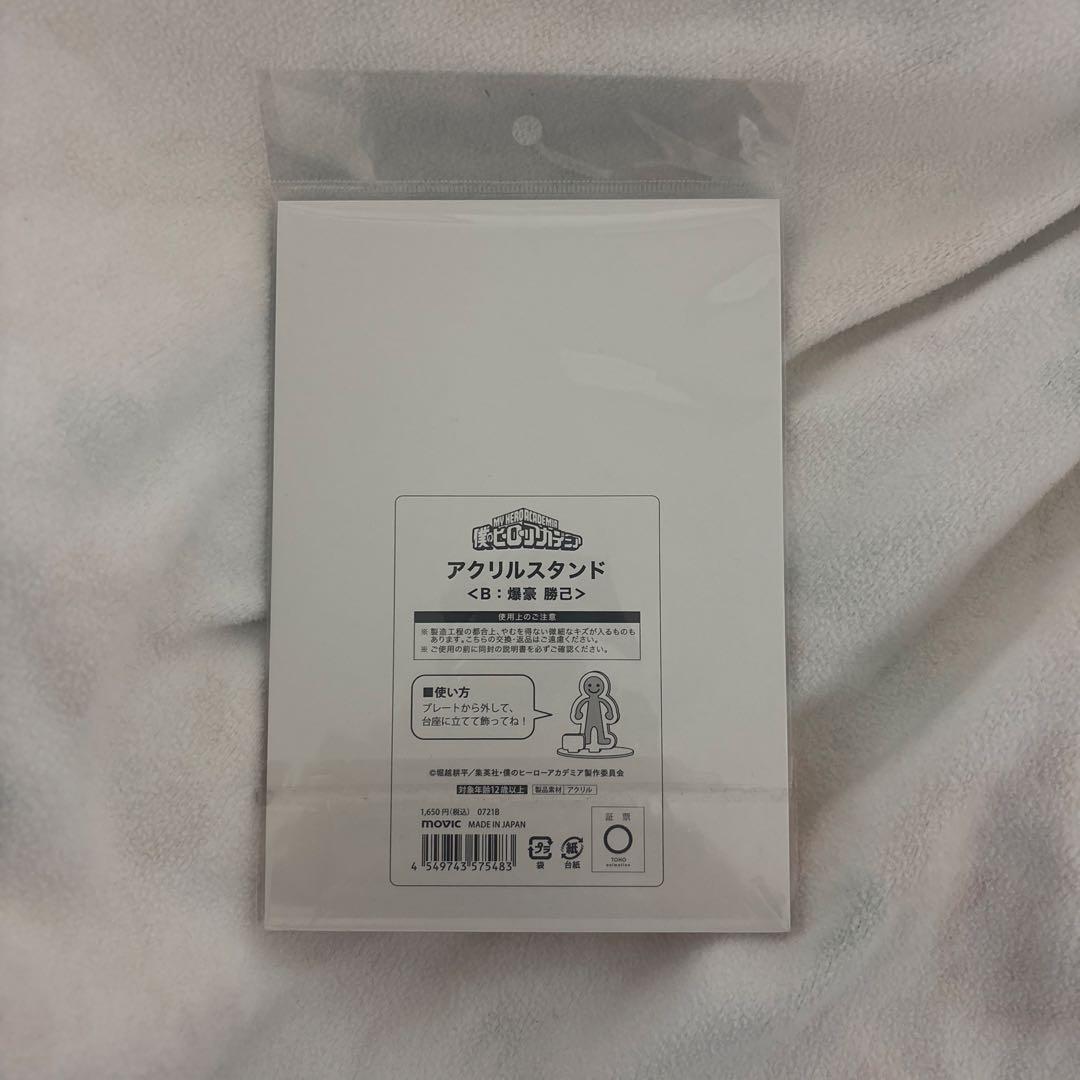 MY HERO ACADEMIA
僕のヒーローアカデミア
アクリルスタンド
<B：爆豪 勝己>
使用上のご注意
※ 製造工程の都合上、やむを得ない微細なキズが入るものも
あります。こちらの交換・返品はご遠慮ください。
※ ご使用の前に同封の説明書を必ずご確認ください。
■使い方
プレートから外して、
台座に立てて飾ってね！
©堀越耕平／集英社・僕のヒーローアカデミア製作委員会
対象年齢12歳以上 製品素材 アクリル
1,650円(税込) 0721B
movic MADE IN JAPAN
4 549743 575483
プラ
袋
紙
台紙
証票
TOHO
animation